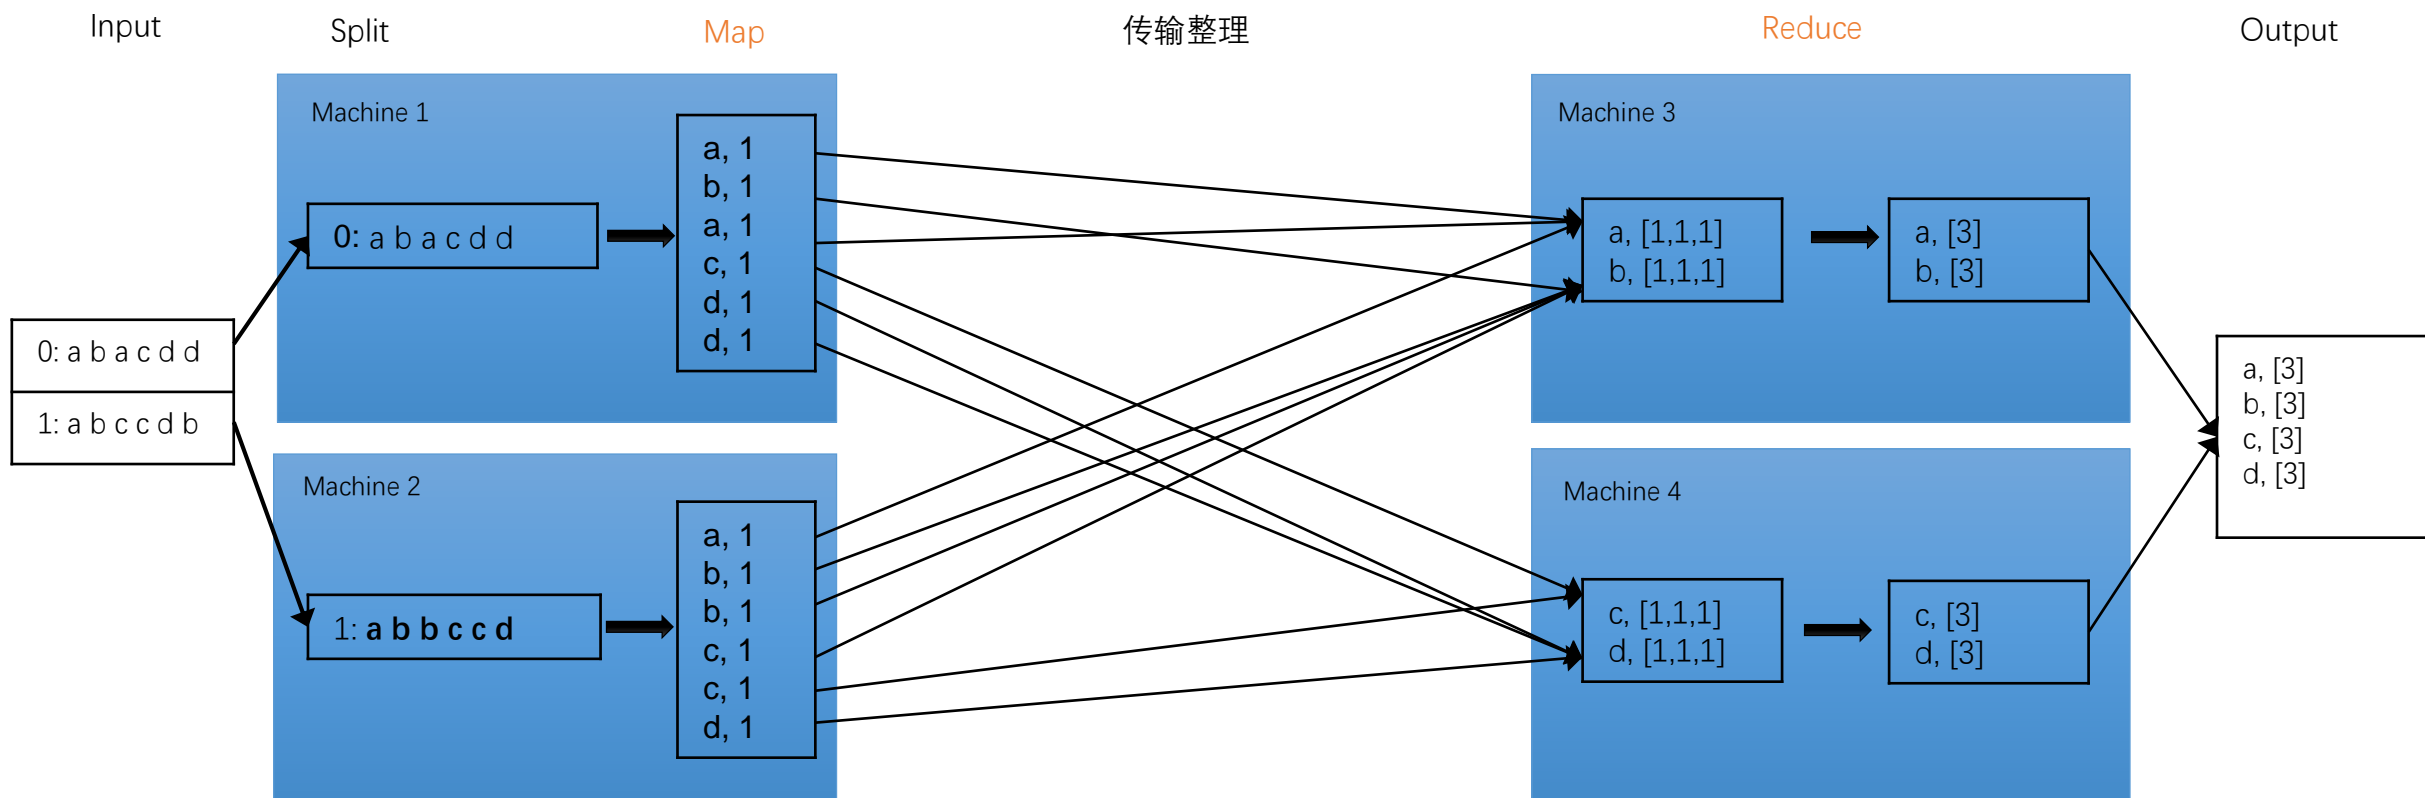 Input
Split
Map
传输整理
Reduce
Output
0: a b a c d d
1: a b c c d b
Machine 1
0: a b a c d d
a, 1
b, 1
a, 1
c, 1
d, 1
d, 1
Machine 2
1: a b b c c d
a, 1
b, 1
b, 1
c, 1
c, 1
d, 1
Machine 3
a, [1,1,1]
b, [1,1,1]
a, [3]
b, [3]
Machine 4
c, [1,1,1]
d, [1,1,1]
c, [3]
d, [3]
a, [3]
b, [3]
c, [3]
d, [3]